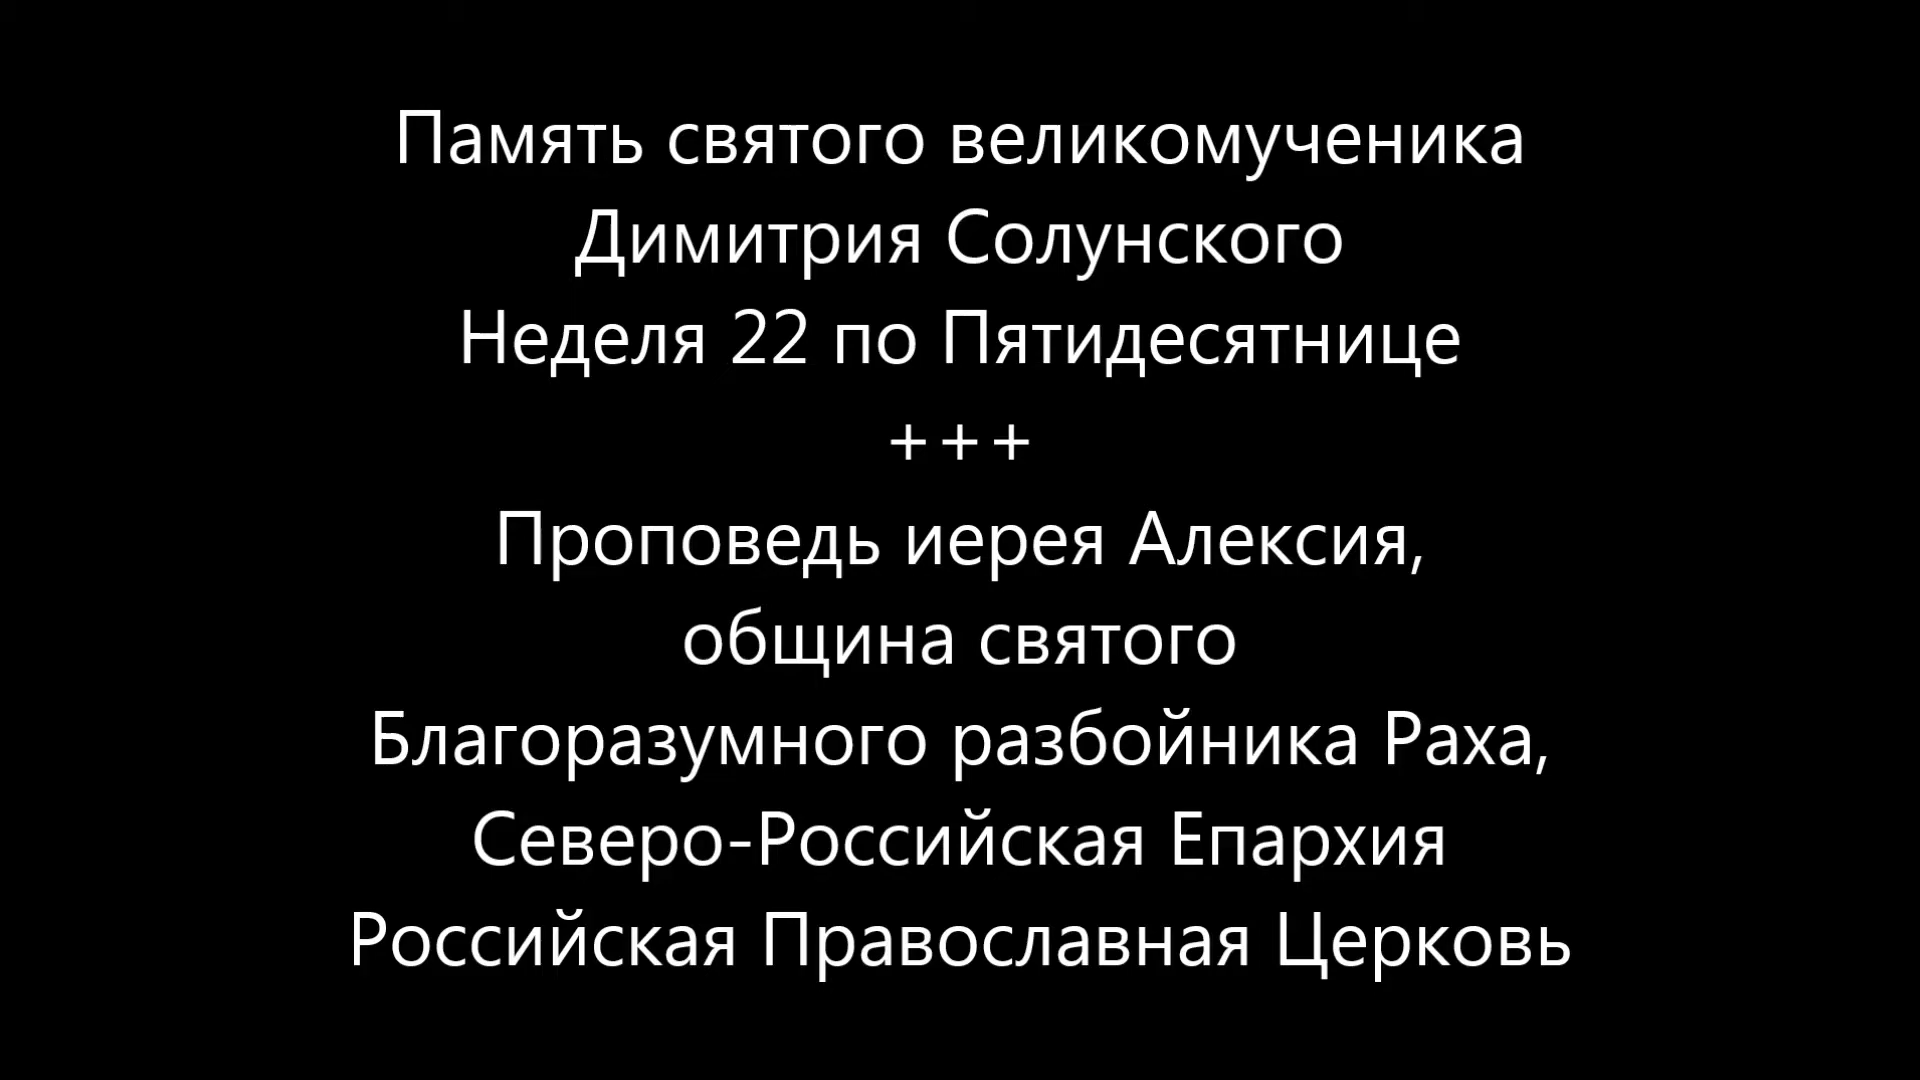 Память святого великомученика
Димитрия Солунского
Неделя 22 по Пятидесятнице
+++
Проповедь иерея Алексия,
община святого
Благоразумного разбойника Раха,
Северо-Российская Епархия
Российская Православная Церковь